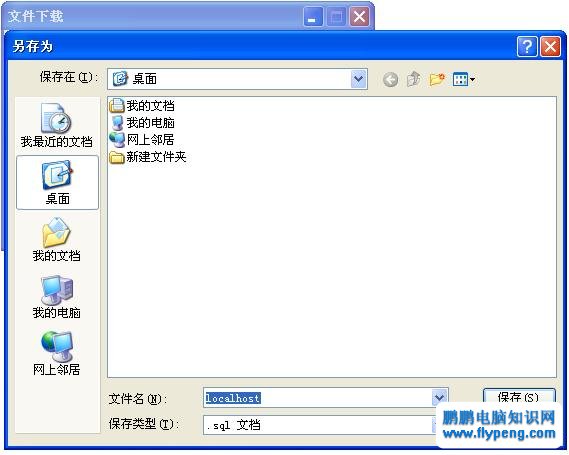 文件下载
另存为
保存在(I):
桌面
我的文档
我的电脑
网上邻居
新建文件夹
我最近的文档
桌面
我的文档
我的电脑
网上邻居
文件名(N):
localhost
保存(S)
保存类型(T):
.sql 文档
鹏鹏电脑知识网
www.flypeng.com